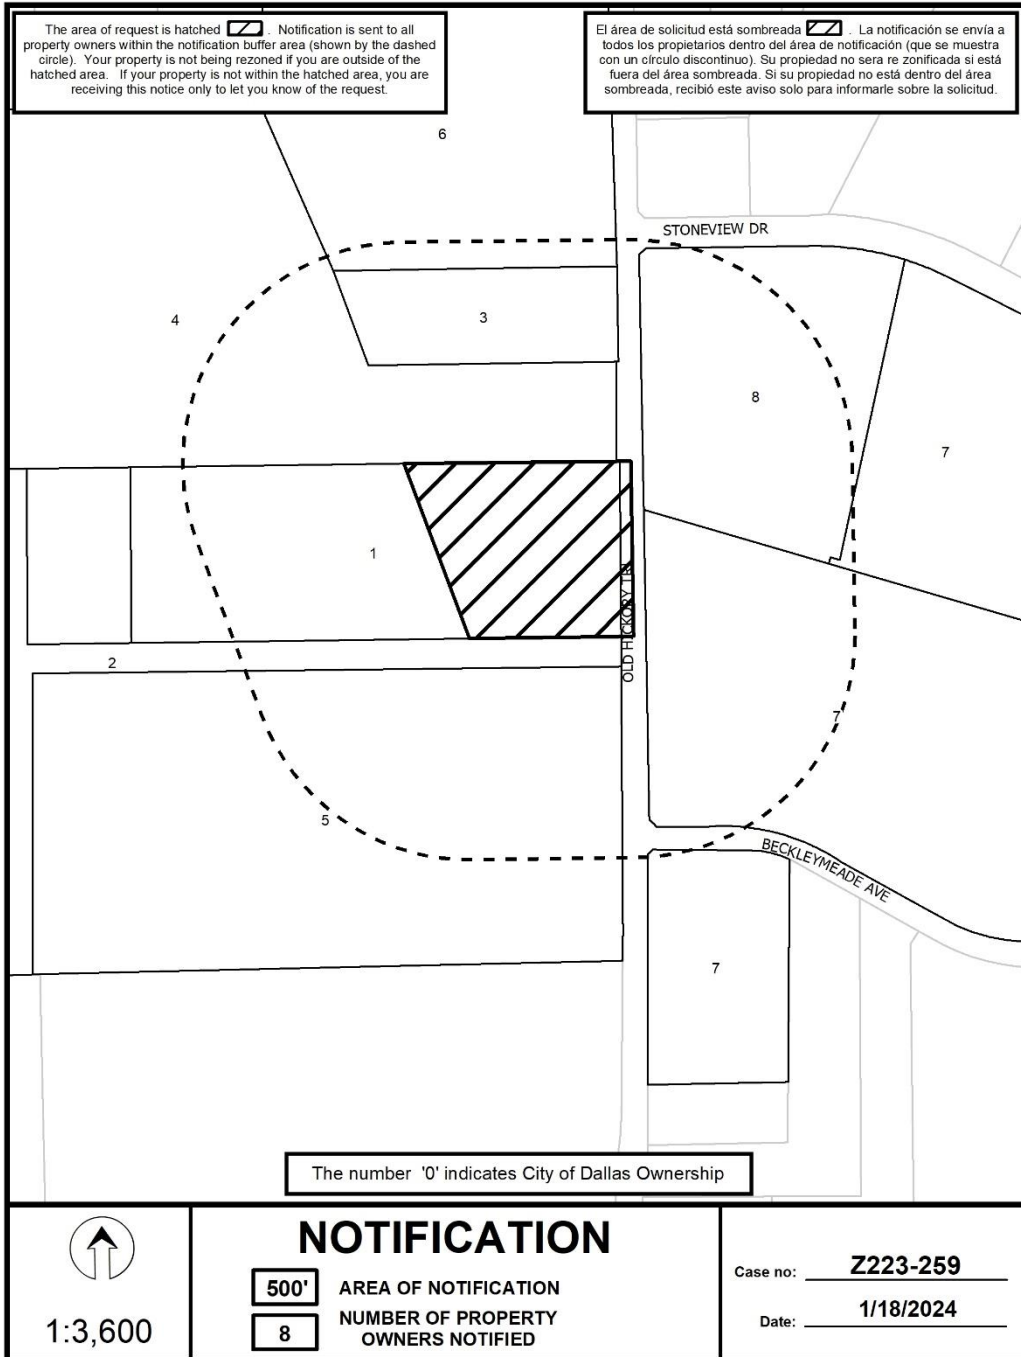 The area of request is hatched . Notification is sent to all
property owners within the notification buffer area (shown by the dashed
circle). Your property is not being rezoned if you are outside of the
hatched area. If your property is not within the hatched area, you are
receiving this notice only to let you know of the request.
El área de solicitud está sombreada . La notificación se envía a
todos los propietarios dentro del área de notificación (que se muestra
con un círculo discontinuo). Su propiedad no sera re zonificada si está
fuera del área sombreada. Si su propiedad no está dentro del área
sombreada, recibió este aviso solo para informarle sobre la solicitud.
6
STONEVIEW DR
4
3
8
7
1
OLD HICKORY TRL
2
7
5
BECKLEYMEADE AVE
7
The number '0' indicates City of Dallas Ownership
1:3,600
NOTIFICATION
500' AREA OF NOTIFICATION
8 NUMBER OF PROPERTY
OWNERS NOTIFIED
Case no: Z223-259
Date: 1/18/2024